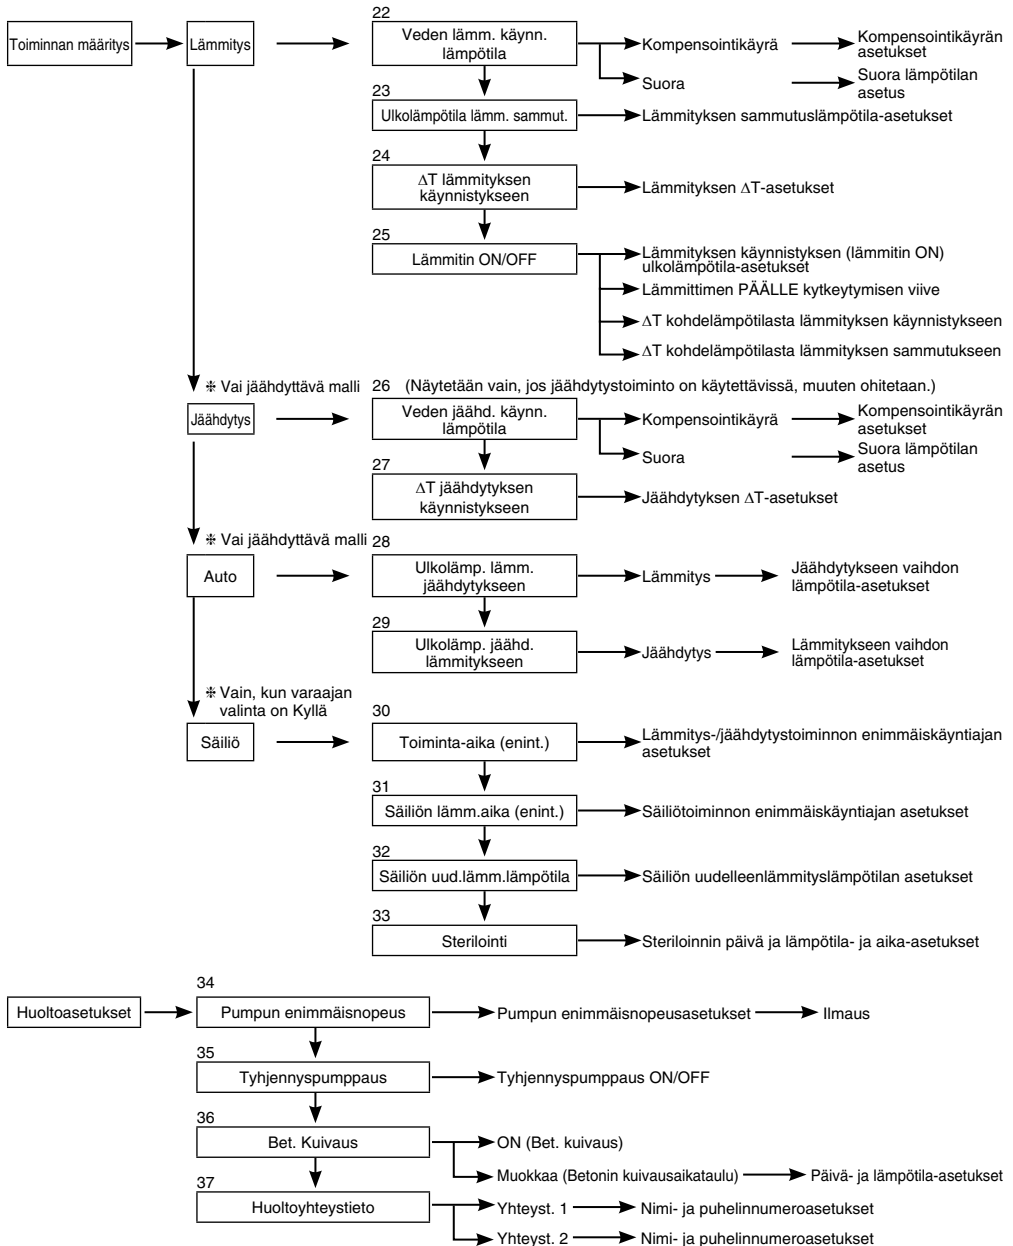 Toiminnan määritys
Lämmitys
22
Veden lämm. käynn.
lämpötila
Kompensointikäyrä
Kompensointikäyrän
asetukset
Suora
Suora lämpötilan
asetus
23
Ulkolämpötila lämm. sammut.
Lämmityksen sammutuslämpötila-asetukset
24
ΔT lämmityksen
käynnistykseen
Lämmityksen ΔT-asetukset
25
Lämmitin ON/OFF
Lämmityksen käynnistyksen (lämmitin ON)
ulkolämpötila-asetukset
Lämmittimen PÄÄLLE kytkeytymisen viive
ΔT kohdelämpötilasta lämmityksen käynnistykseen
ΔT kohdelämpötilasta lämmityksen sammutukseen
❉ Vai jäähdyttävä malli
26 (Näytetään vain, jos jäähdytystoiminto on käytettävissä, muuten ohitetaan.)
Jäähdytys
Veden jäähd. käynn.
lämpötila
Kompensointikäyrä
Kompensointikäyrän
asetukset
Suora
Suora lämpötilan
asetus
27
ΔT jäähdytyksen
käynnistykseen
Jäähdytyksen ΔT-asetukset
❉ Vai jäähdyttävä malli
28
Auto
Ulkolämp. lämm.
jäähdytykseen
Lämmitys
Jäähdytykseen vaihdon
lämpötila-asetukset
29
Ulkolämp. jäähd.
lämmitykseen
Jäähdytys
Lämmitykseen vaihdon
lämpötila-asetukset
❉ Vain, kun varaajan
valinta on Kyllä
30
Säiliö
Toiminta-aika (enint.)
Lämmitys-/jäähdytystoiminnon enimmäiskäyntiajan
asetukset
31
Säiliön lämm.aika (enint.)
Säiliötoiminnon enimmäiskäyntiajan asetukset
32
Säiliön uud.lämm.lämpötila
Säiliön uudelleenlämmityslämpötilan asetukset
33
Sterilointi
Steriloinnin päivä ja lämpötila- ja aika-asetukset
34
Huoltoasetukset
Pumpun enimmäisnopeus
Pumpun enimmäisnopeusasetukset
Ilmaus
35
Tyhjennyspumppaus
Tyhjennyspumppaus ON/OFF
36
Bet. Kuivaus
ON (Bet. kuivaus)
Muokkaa (Betonin kuivausaikataulu)
Päivä- ja lämpötila-asetukset
37
Huoltoyhteystieto
Yhteyst. 1
Nimi- ja puhelinnumeroasetukset
Yhteyst. 2
Nimi- ja puhelinnumeroasetukset